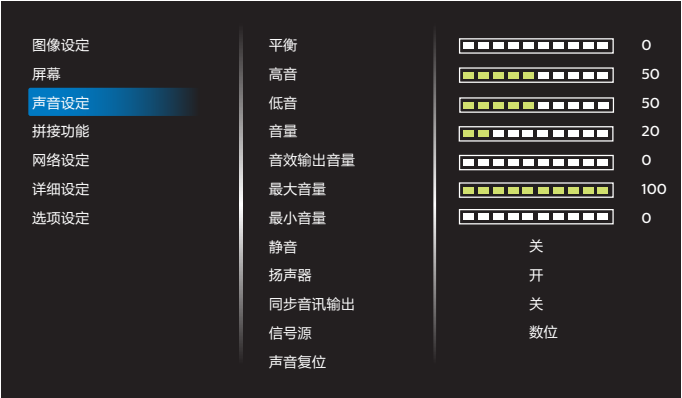 图像设定
屏幕
声音设定
拼接功能
网络设定
详细设定
选项设定
平衡 0
高音 50
低音 50
音量 20
音效输出音量 0
最大音量 100
最小音量 0
静音 关
扬声器 开
同步音讯输出 关
信号源 数位
声音复位